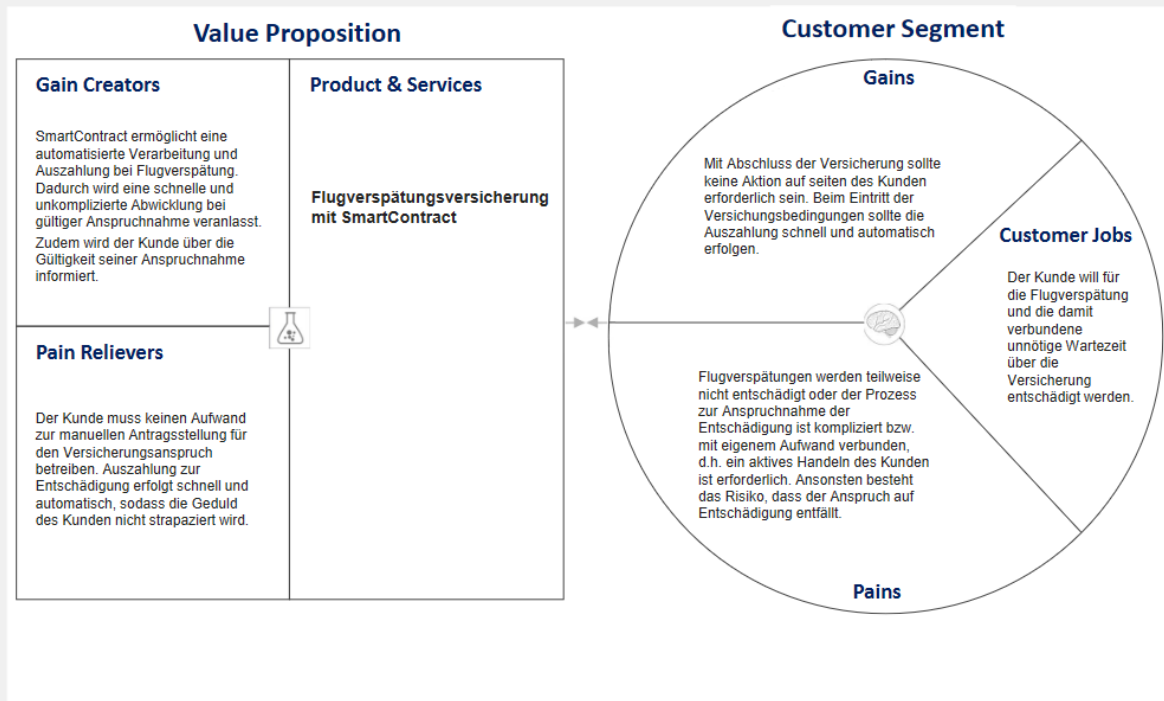 Value Proposition
Gain Creators
SmartContract ermöglicht eine
automatisierte Verarbeitung und
Auszahlung bei Flugverspätung.
Dadurch wird eine schnelle und
unkomplizierte Abwicklung bei
gültiger Anspruchnahme veranlasst.
Zudem wird der Kunde über die
Gültigkeit seiner Anspruchnahme
informiert.
Product & Services
Flugverspätungsversicherung
mit SmartContract
Pain Relievers
Der Kunde muss keinen Aufwand
zur manuellen Antragsstellung für
den Versicherungsanspruch
betreiben. Auszahlung zur
Entschädigung erfolgt schnell und
automatisch, sodass die Geduld
des Kunden nicht strapaziert wird.
Customer Segment
Gains
Mit Abschluss der Versicherung sollte
keine Aktion auf seiten des Kunden
erforderlich sein. Beim Eintritt der
Versichungsbedingungen sollte die
Auszahlung schnell und automatisch
erfolgen.
Customer Jobs
Der Kunde will für
die Flugverspätung
und die damit
verbundene
unnötige Wartezeit
über die
Versicherung
entschädigt werden.
Flugverspätungen werden teilweise
nicht entschädigt oder der Prozess
zur Anspruchnahme der
Entschädigung ist kompliziert bzw.
mit eigenem Aufwand verbunden,
d.h. ein aktives Handeln des Kunden
ist erforderlich. Ansonsten besteht
das Risiko, dass der Anspruch auf
Entschädigung entfällt.
Pains